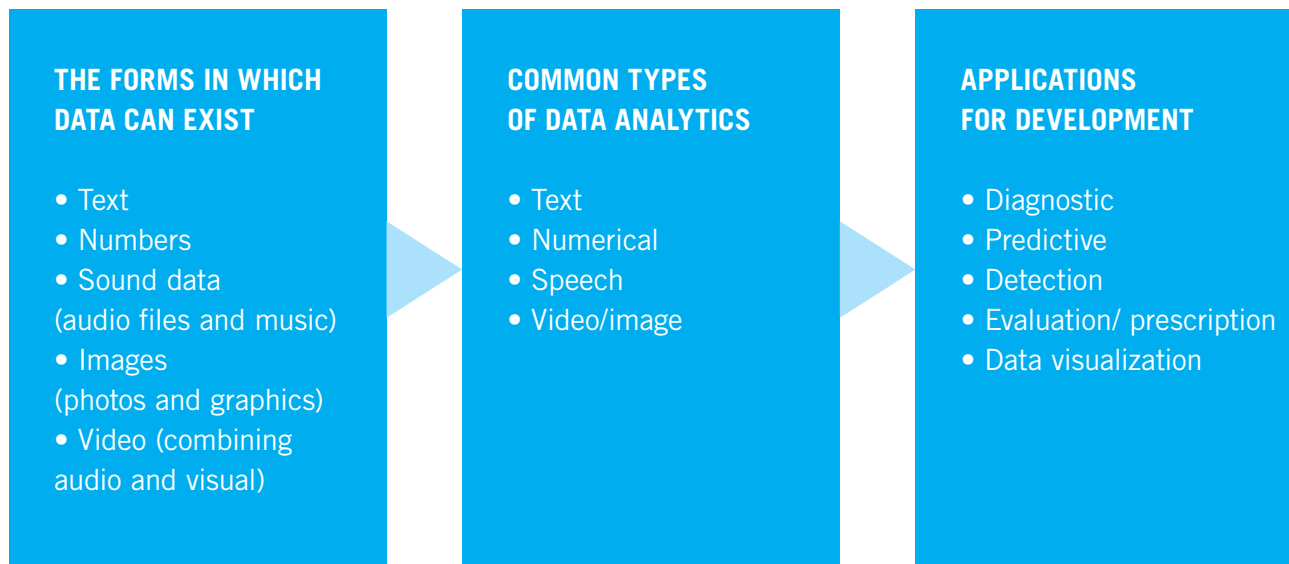 THE FORMS IN WHICH
DATA CAN EXIST
• Text
• Numbers
• Sound data
(audio files and music)
• Images
(photos and graphics)
• Video (combining
audio and visual)
COMMON TYPES
OF DATA ANALYTICS
• Text
• Numerical
• Speech
• Video/image
APPLICATIONS
FOR DEVELOPMENT
• Diagnostic
• Predictive
• Detection
• Evaluation/ prescription
• Data visualization